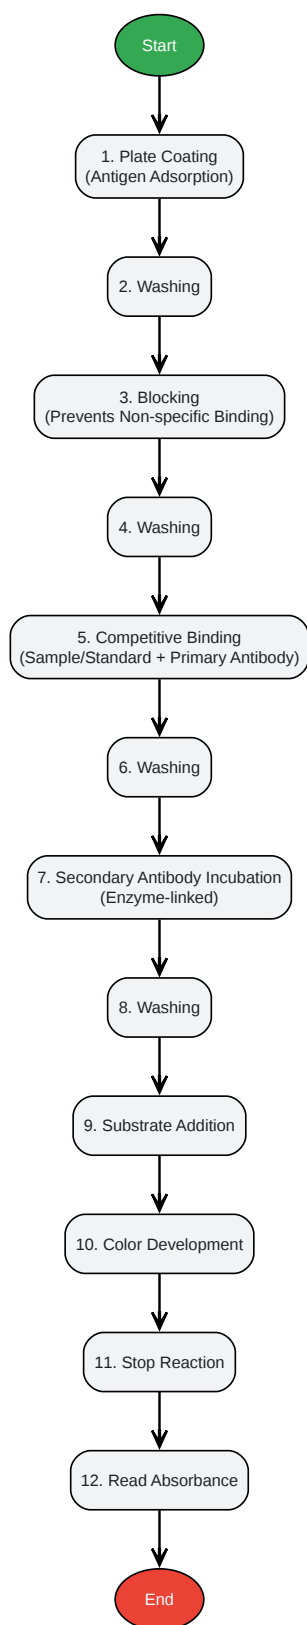 Start
1. Plate Coating
(Antigen Adsorption)
2. Washing
3. Blocking
(Prevents Non-specific Binding)
4. Washing
5. Competitive Binding
(Sample/Standard + Primary Antibody)
6. Washing
7. Secondary Antibody Incubation
(Enzyme-linked)
8. Washing
9. Substrate Addition
10. Color Development
11. Stop Reaction
12. Read Absorbance
End